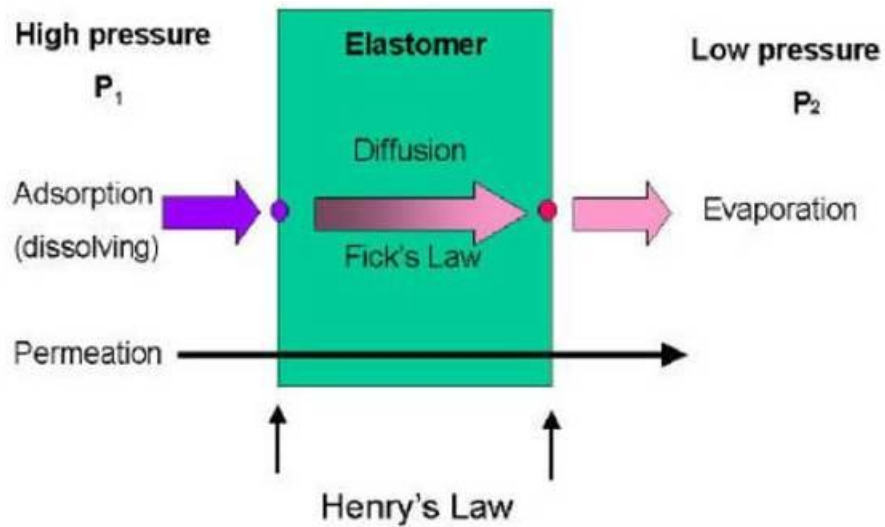 High pressure
P₁
Elastomer
Low pressure
P₂
Diffusion
Adsorption
(dissolving)
Fick's Law
Evaporation
Permeation
Henry's Law